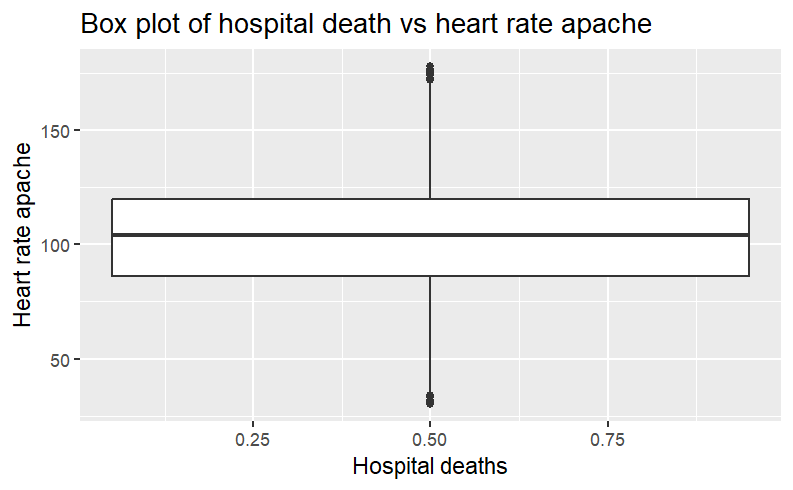 Box plot of hospital death vs heart rate apache
Heart rate apache
150
100
50
0.25
0.50
0.75
Hospital deaths